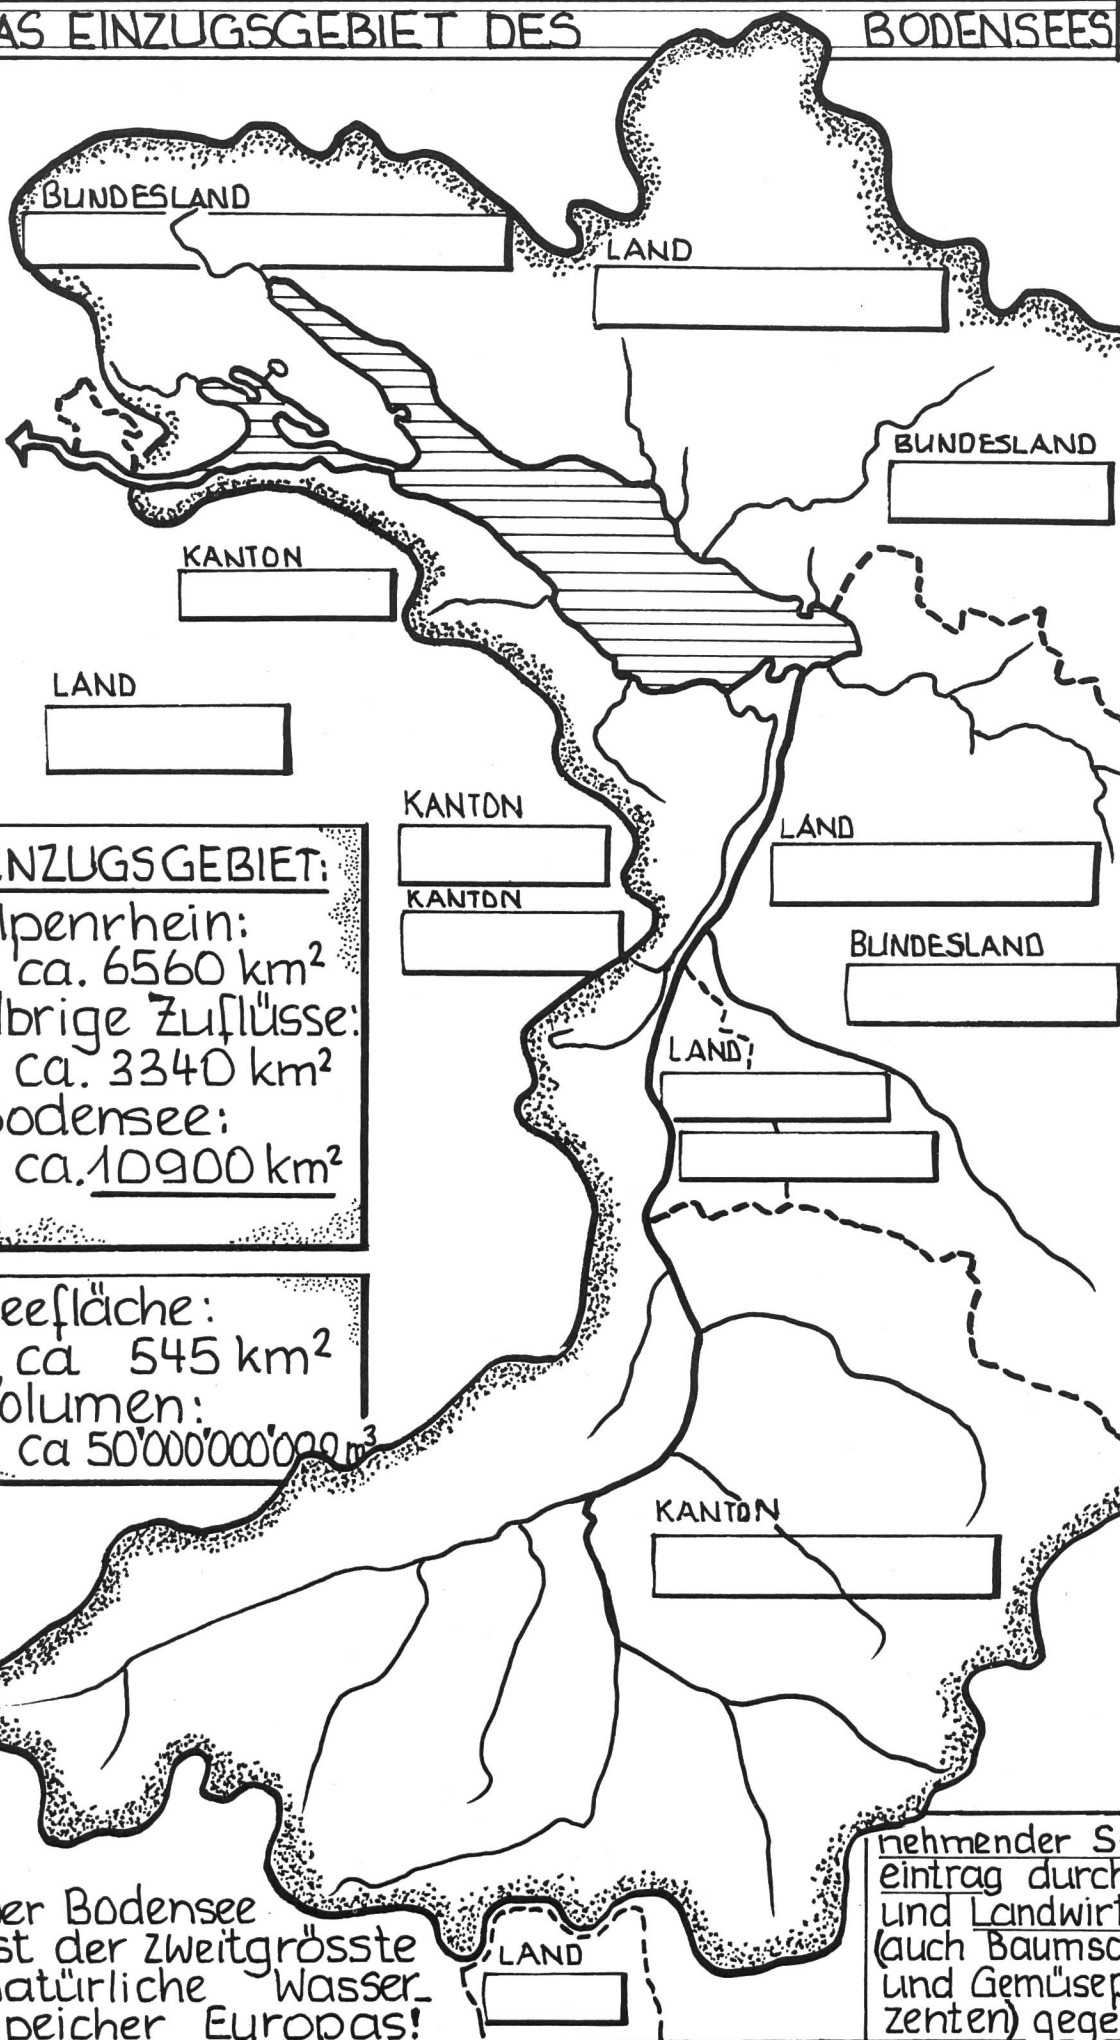 AS EINZUGSGEBIET DES BODENSEES
BUNDESLAND
LAND
BUNDESLAND
KANTON
LAND
KANTON
LAND
KANTON
BUNDESLAND
LAND
NZUGSGEBIET:
lpenrhein:
ca. 6560 km²
brige Zuflüsse:
ca. 3340 km²
odensee:
ca. 10900 km²
eefläche:
ca 545 km²
olumen:
ca 50'000'000'000 m³
KANTON
er Bodensee
st der zweitgrösste
atürliche Wasser-
peicher Europas!
LAND
nehmender S
eintrag durch
und Landwirt
(auch Baumsc
und Gemüsep
zenten) gege